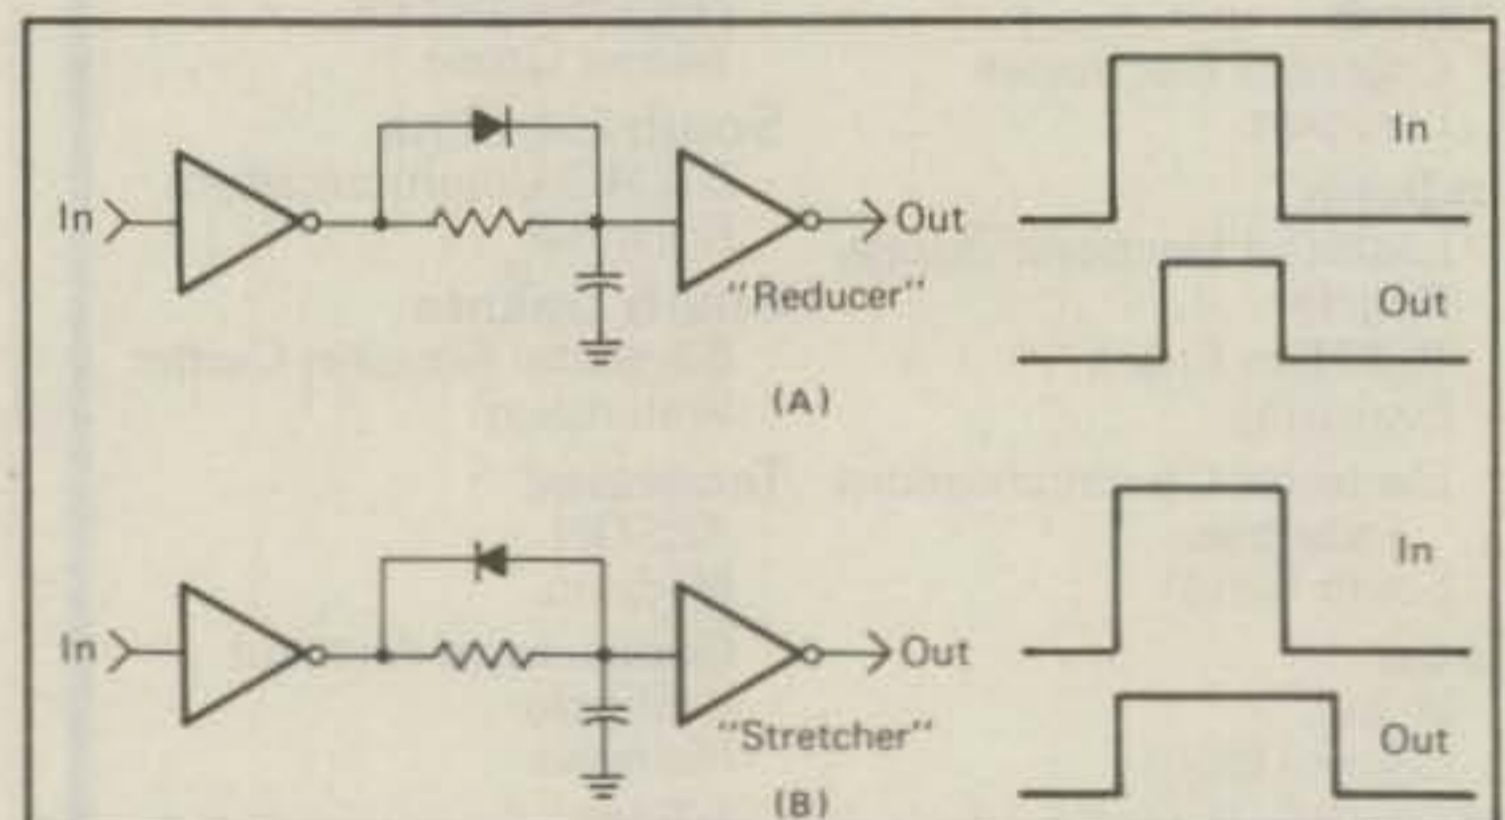 In
Out
"Reducer"
(A)
In
Out
In
Out
"Stretcher"
(B)
In
Out